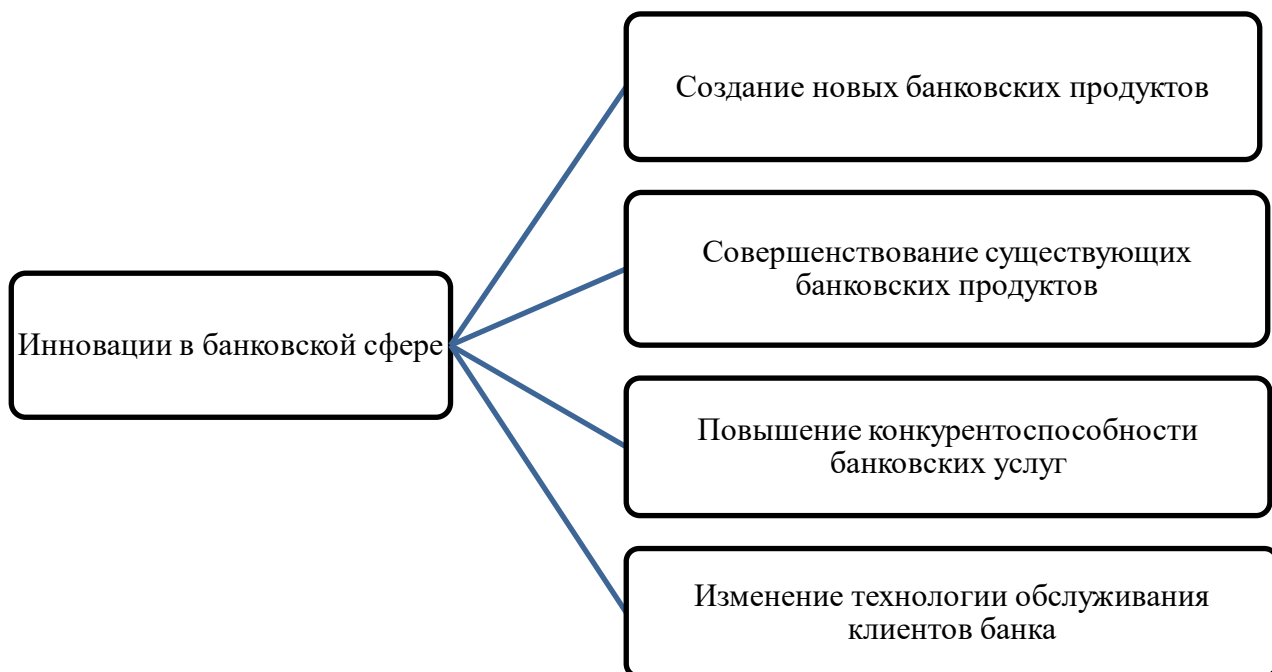 Создание новых банковских продуктов
Совершенствование существующих
банковских продуктов
Инновации в банковской сфере
Повышение конкурентоспособности
банковских услуг
Изменение технологии обслуживания
клиентов банка